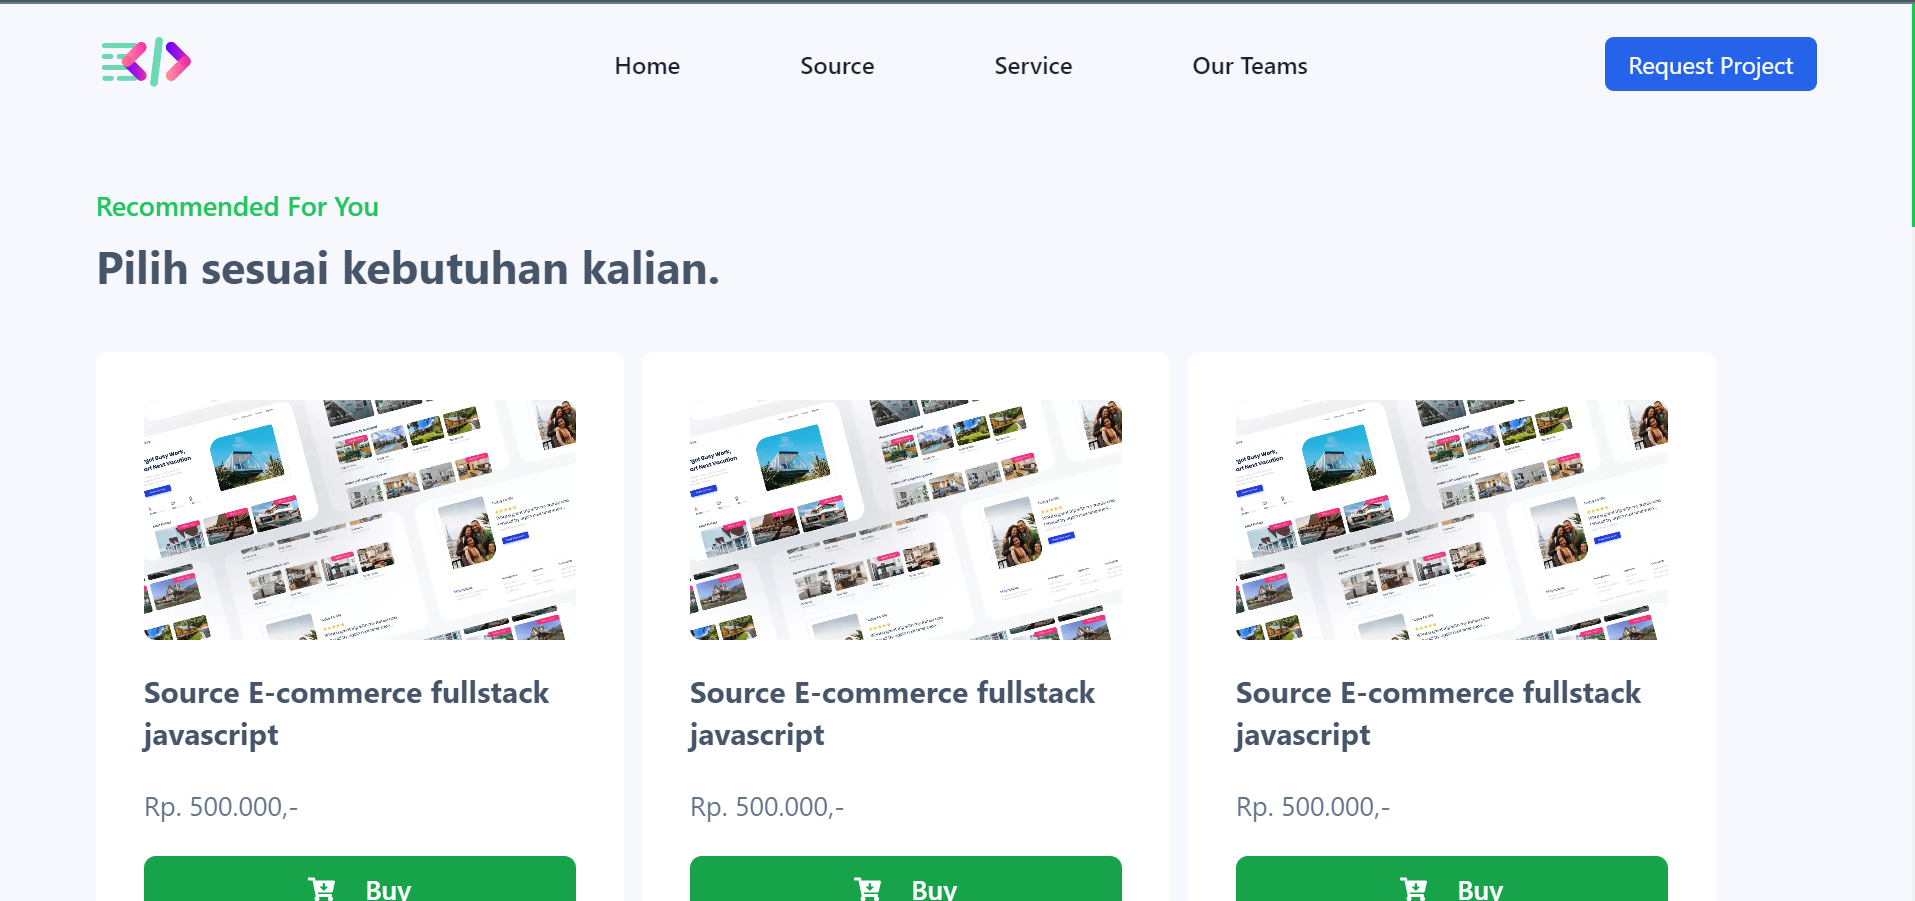 Home
Source
Service
Our Teams
Request Project
Recommended For You
Pilih sesuai kebutuhan kalian.
Source E-commerce fullstack
javascript
Rp. 500.000,-
Buy
Source E-commerce fullstack
javascript
Rp. 500.000,-
Buy
Source E-commerce fullstack
javascript
Rp. 500.000,-
Buy